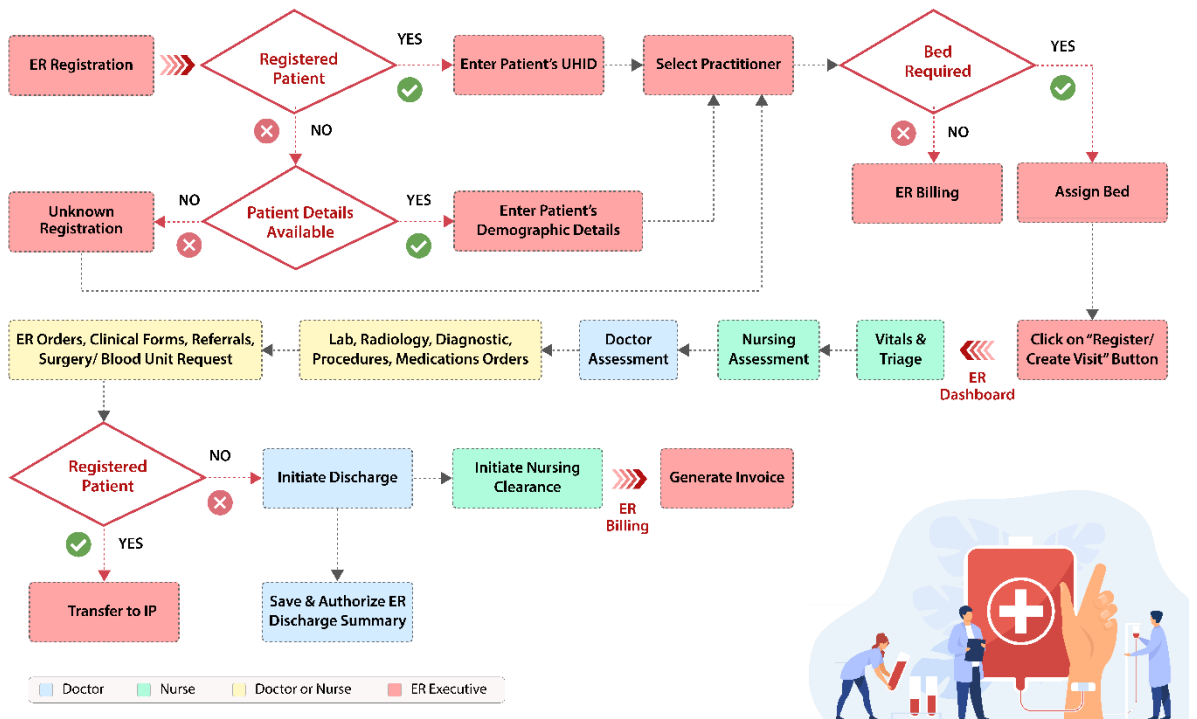 ER Registration
Registered
Patient
YES
Enter Patient's UHID
Select Practitioner
Bed
Required
YES
NO
NO
ER Billing
Assign Bed
NO
Unknown
Registration
Patient Details
Available
YES
Enter Patient's
Demographic Details
ER Orders, Clinical Forms, Referrals,
Surgery/ Blood Unit Request
Lab, Radiology, Diagnostic,
Procedures, Medications Orders
Doctor
Assessment
Nursing
Assessment
Vitals &
Triage
ER
Dashboard
Click on "Register/
Create Visit" Button
Registered
Patient
NO
Initiate Discharge
Initiate Nursing
Clearance
ER
Billing
Generate Invoice
YES
Transfer to IP
Save & Authorize ER
Discharge Summary
Doctor
Nurse
Doctor or Nurse
ER Executive